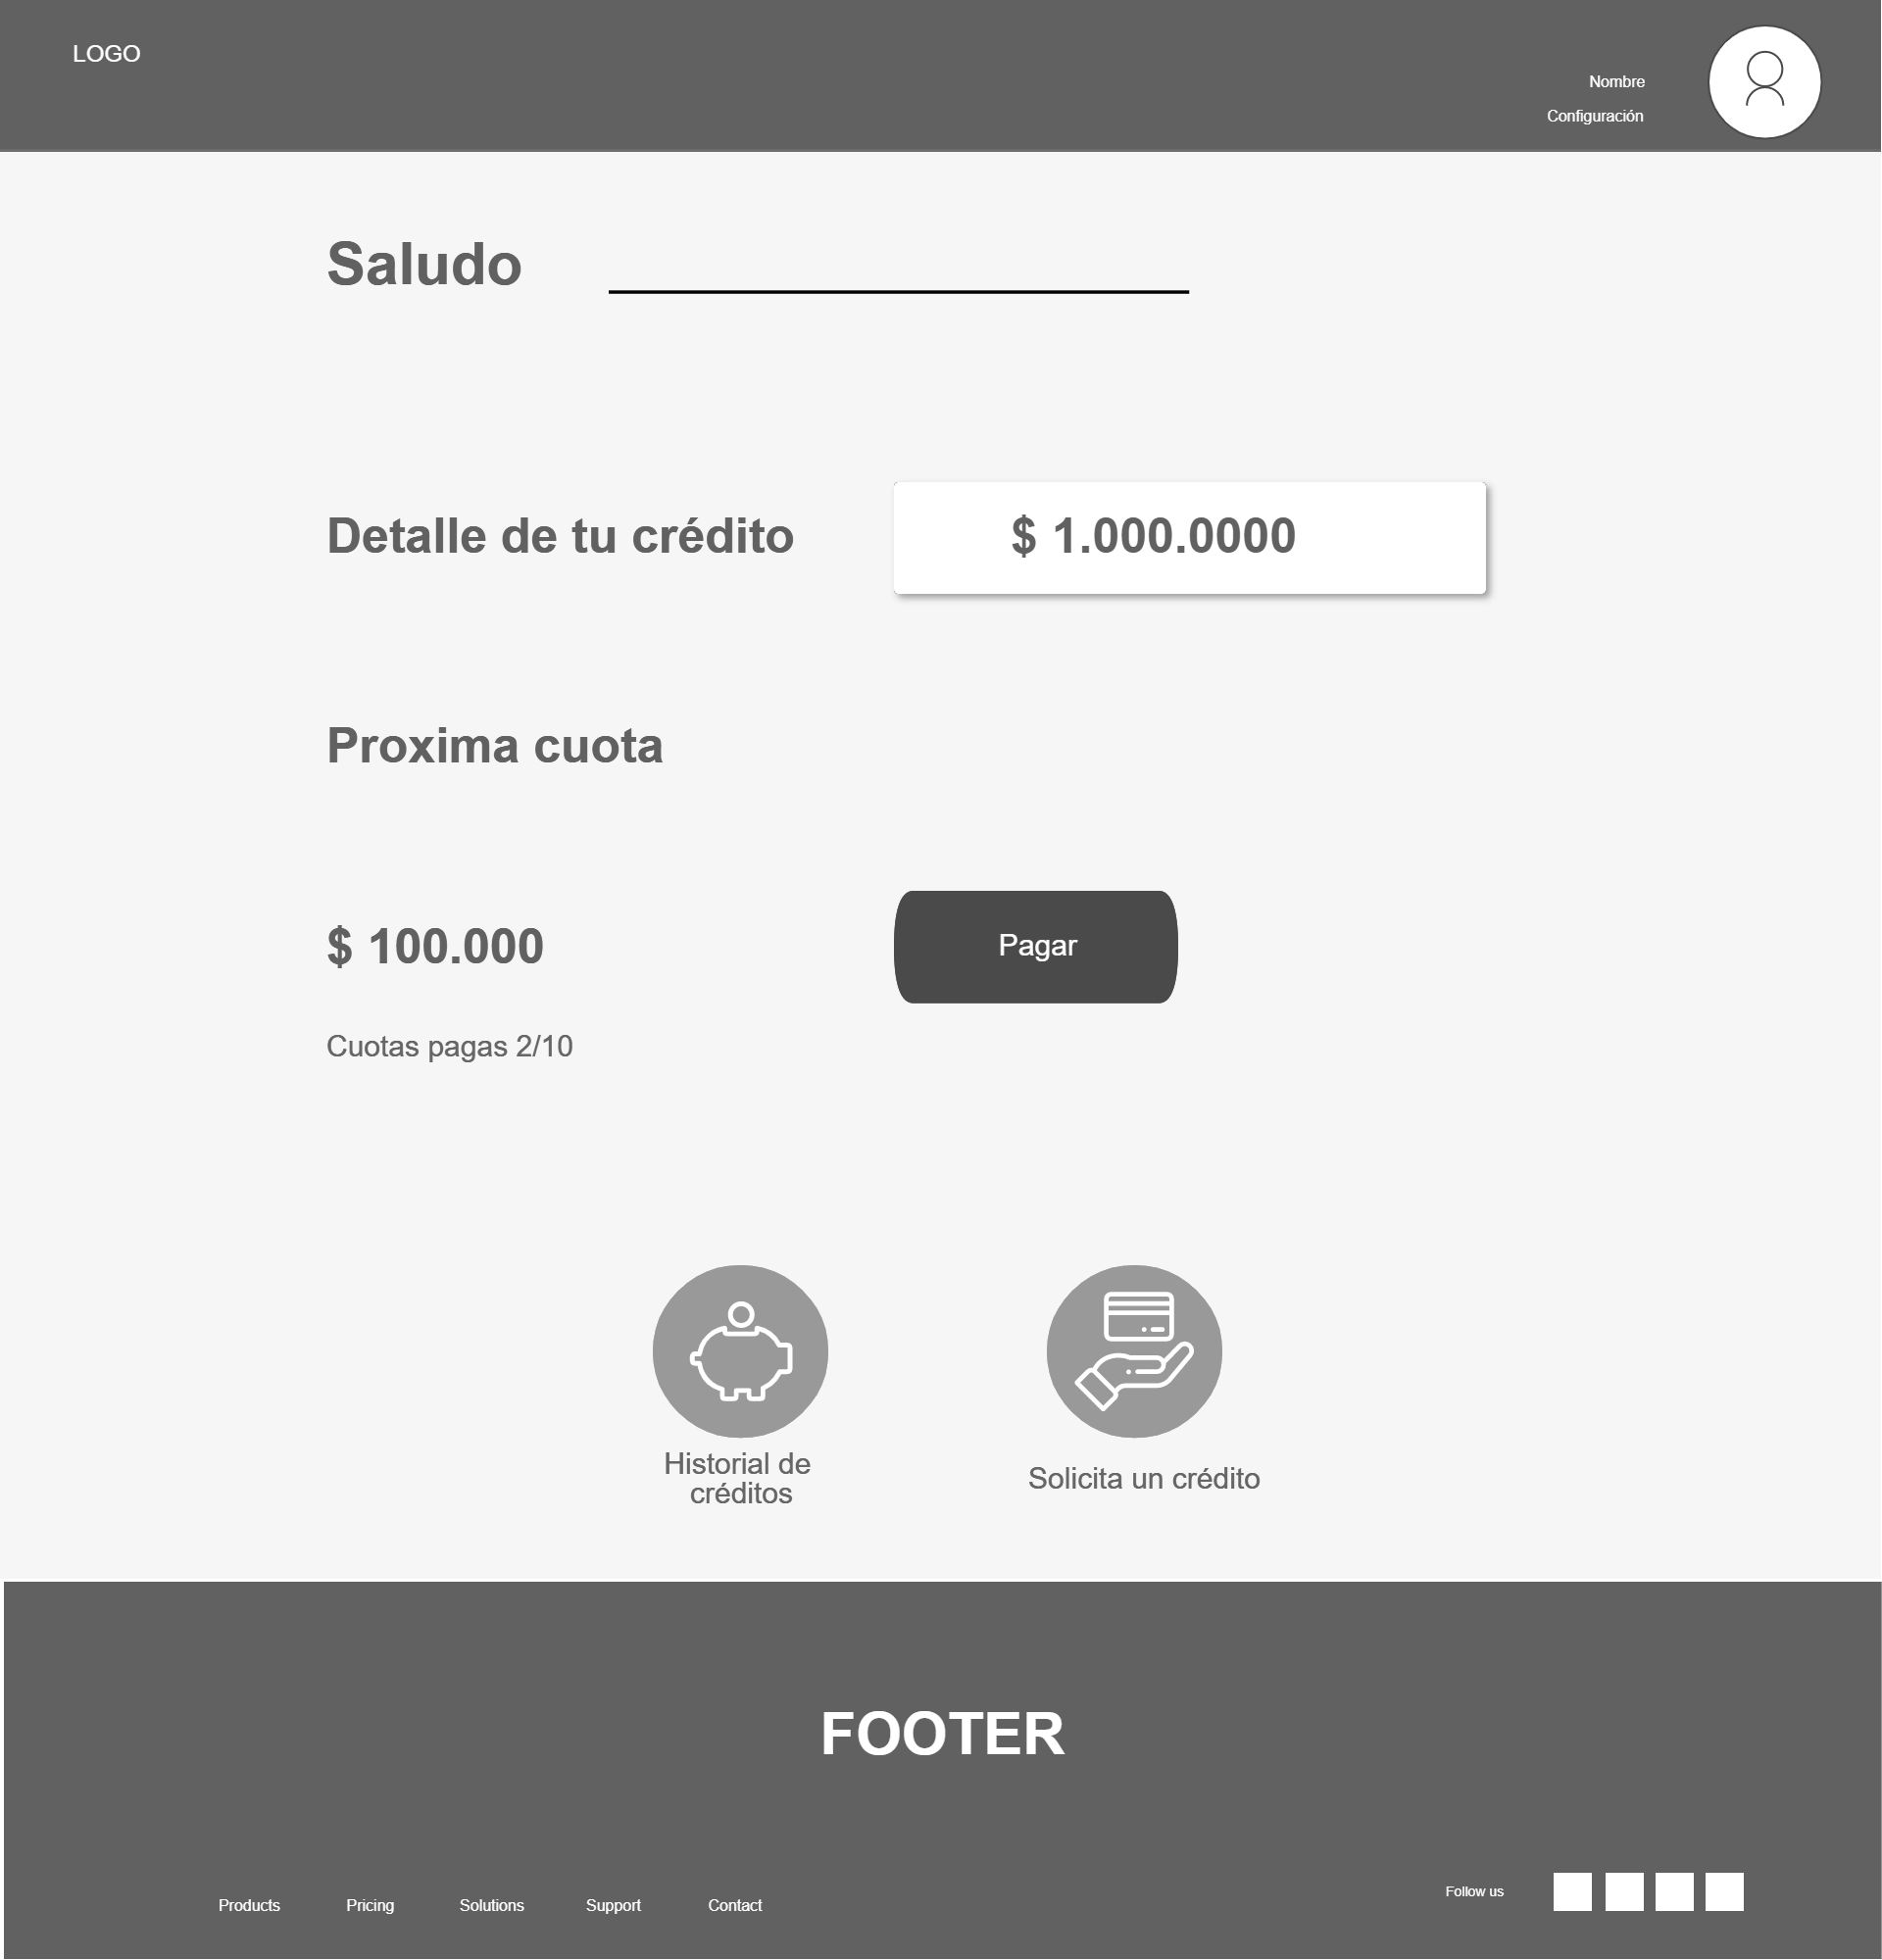 LOGO
Nombre
Configuración
Saludo
Detalle de tu crédito
$ 1.000.0000
Proxima cuota
$ 100.000
Pagar
Cuotas pagas 2/10
Historial de
créditos
Solicita un crédito
FOOTER
Products
Pricing
Solutions
Support
Contact
Follow us